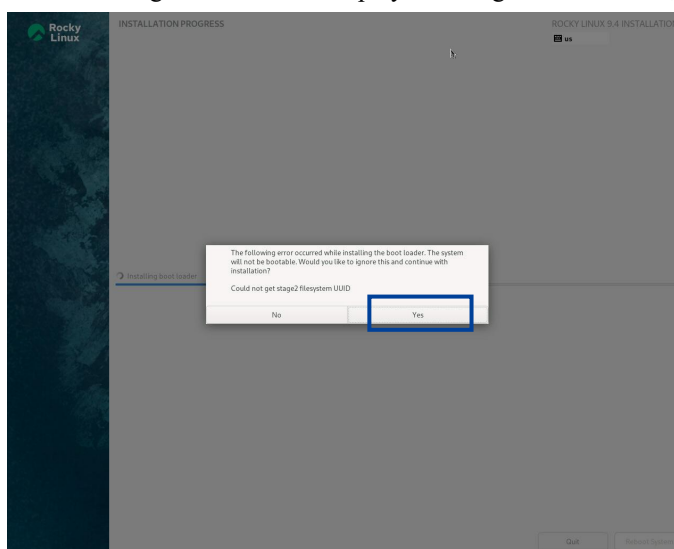 Rocky
Linux
INSTALLATION PROGRESS
ROCKY LINUX 9.4 INSTALLATION
us
The following error occurred while installing the boot loader. The system
will not be bootable. Would you like to ignore this and continue with
installation?
Could not get stage2 filesystem UUID
Installing boot loader
No
Yes
Quit
Reboot System